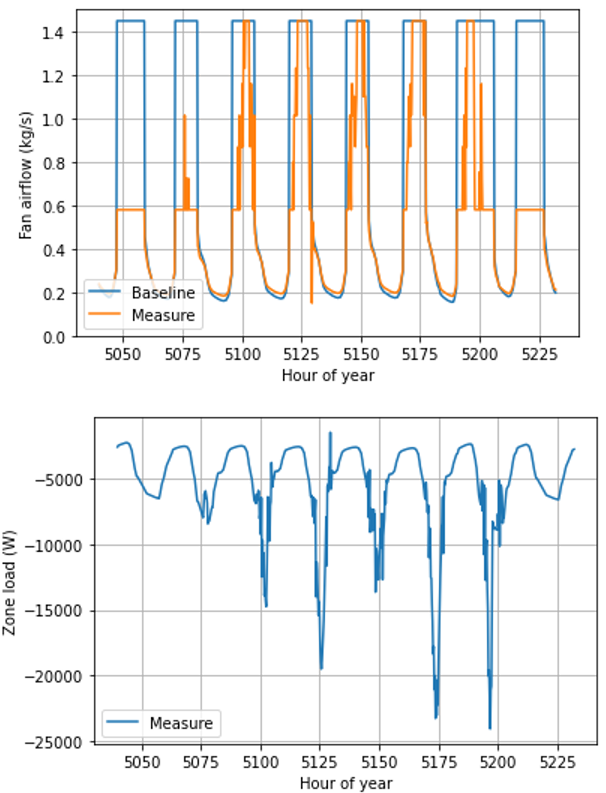 1.4
1.2
1.0
0.8
0.6
0.4
0.2
0.0
Fan airflow (kg/s)
Baseline
Measure
5050 5075 5100 5125 5150 5175 5200 5225
Hour of year
−5000
−10000
−15000
−20000
−25000
Zone load (W)
Measure
5050 5075 5100 5125 5150 5175 5200 5225
Hour of year